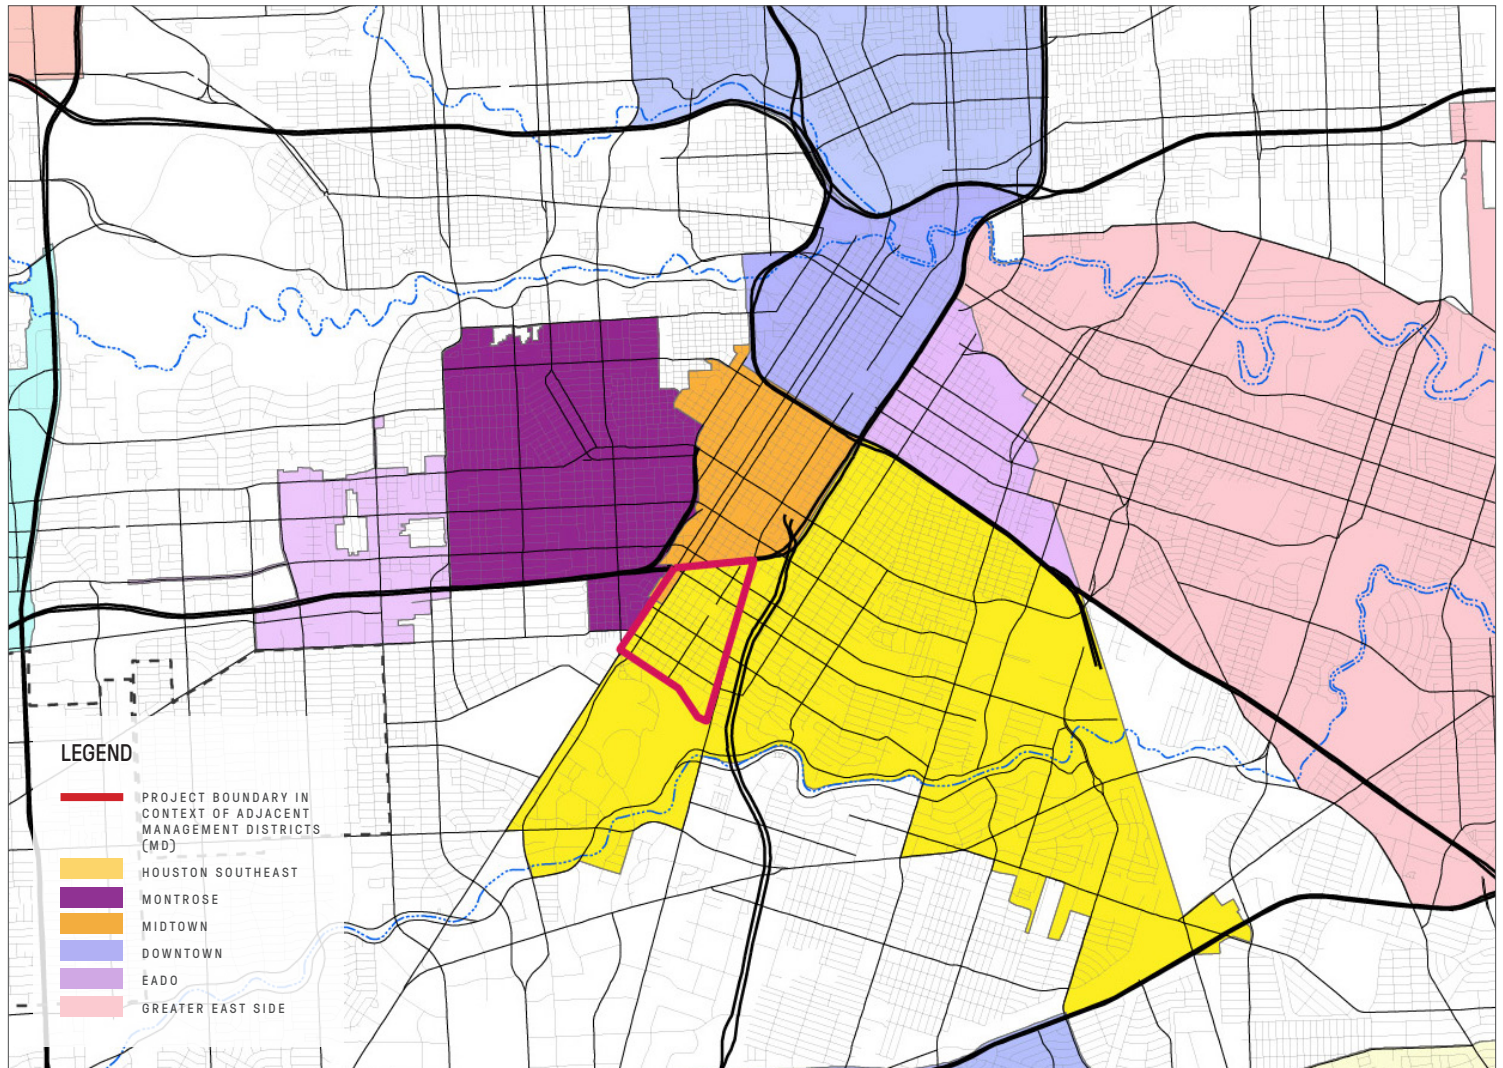 LEGEND
PROJECT BOUNDARY IN
CONTEXT OF ADJACENT
MANAGEMENT DISTRICTS
(MD)
HOUSTON SOUTHEAST
MONTROSE
MIDTOWN
DOWNTOWN
EADO
GREATER EAST SIDE